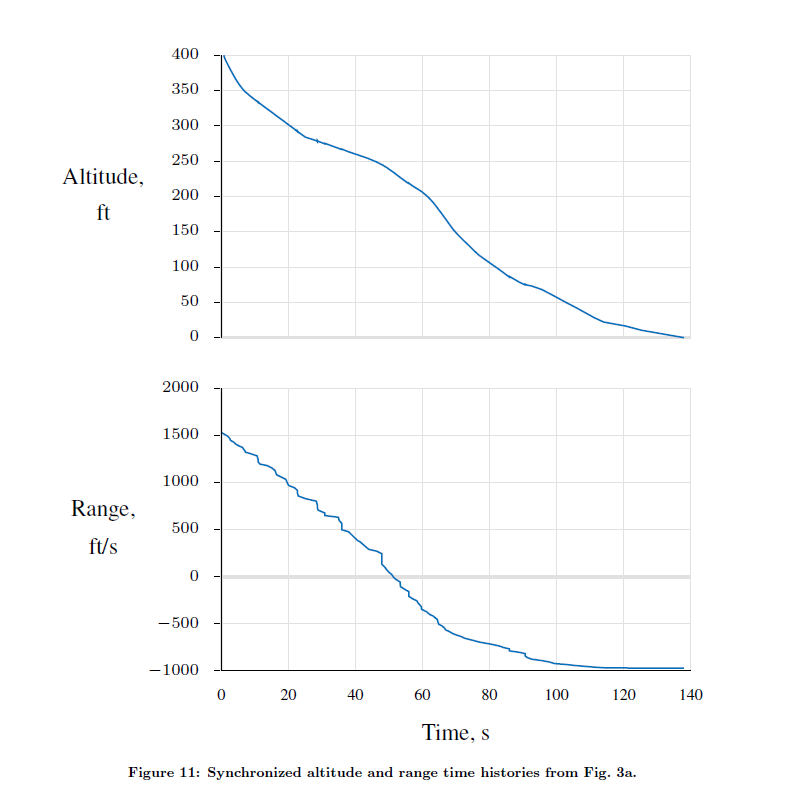 400
350
300
250
200
150
100
50
0
Altitude,
ft
2000
1500
1000
500
0
−500
−1000
Range,
ft/s
0 20 40 60 80 100 120 140
Time, s
Figure 11: Synchronized altitude and range time histories from Fig. 3a.